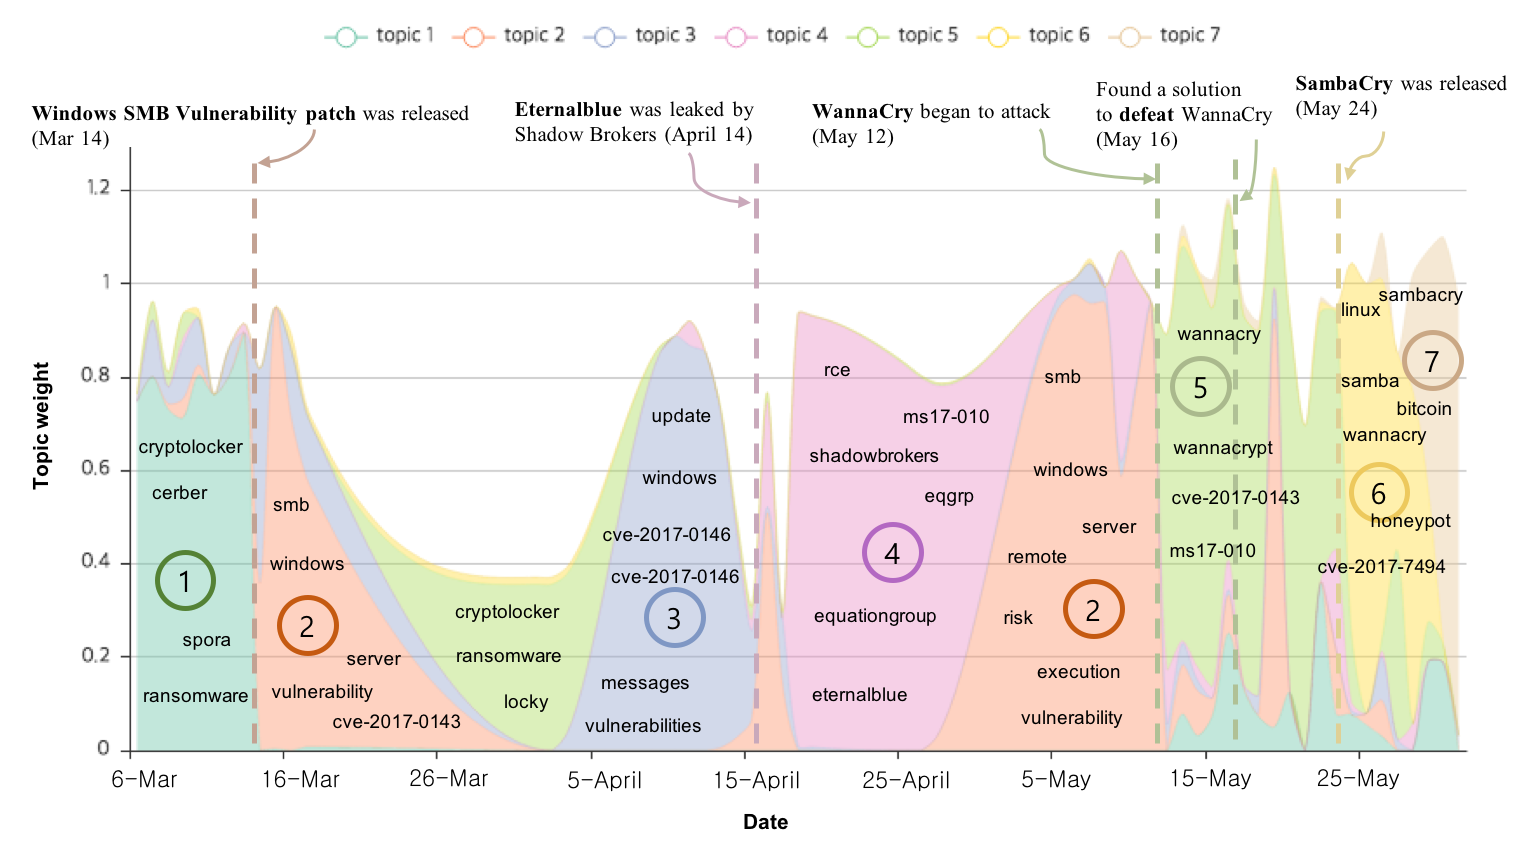 topic 1 topic 2 topic 3 topic 4 topic 5 topic 6 topic 7
Windows SMB Vulnerability patch was released
(Mar 14)
Eternalblue was leaked by
Shadow Brokers (April 14)
WannaCry began to attack
(May 12)
Found a solution
to defeat WannaCry
(May 16)
SambaCry was released
(May 24)
Topic weight
1.2
1
0.8
0.6
0.4
0.2
0
cryptolocker
cerber
1
spora
ransomware
smb
windows
2
server
vulnerability
cve-2017-0143
cryptolocker
ransomware
locky
update
windows
cve-2017-0146
cve-2017-0146
3
messages
vulnerabilities
rce
ms17-010
shadowbrokers
eqgrp
4
equationgroup
eternalblue
smb
windows
server
remote
2
risk
execution
vulnerability
wannacry
5
wannacrypt
cve-2017-0143
ms17-010
sambacry
linux
7
samba
bitcoin
wannacry
6
honeypot
cve-2017-7494
6-Mar 16-Mar 26-Mar 5-April 15-April 25-April 5-May 15-May 25-May
Date